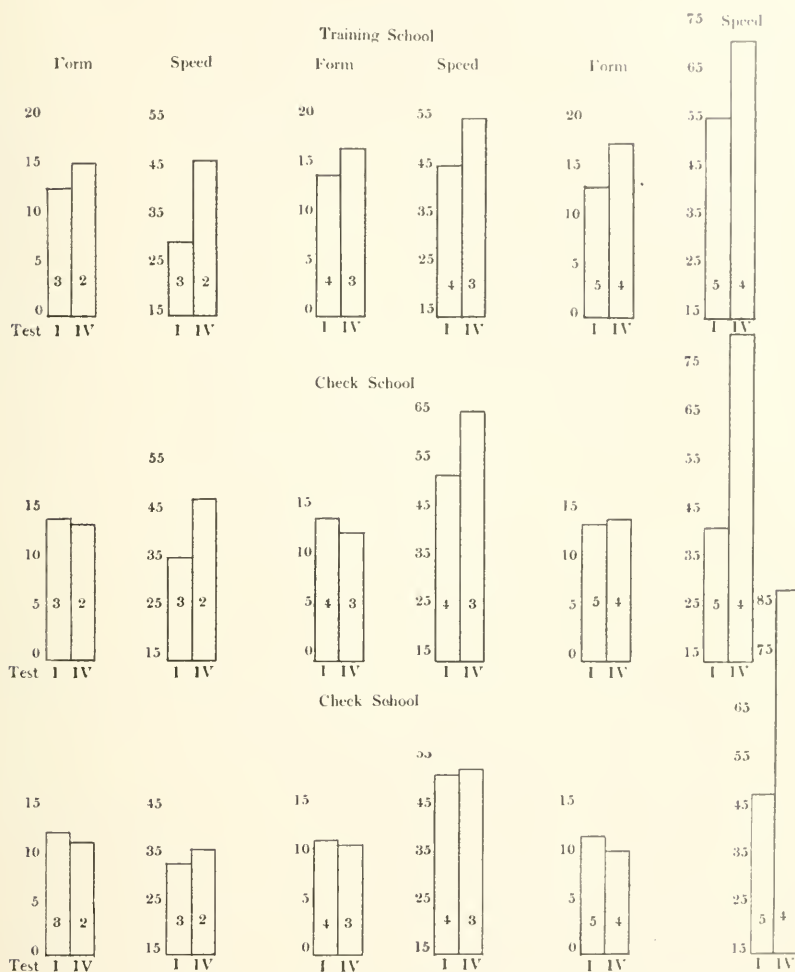 75 Speed
Training School
Form Speed Form Speed Form 65
20 55 20 55 20 55
15 45 15 45 15 45
10 35 10 35 10 35
5 25 5 25 5 25
3 2 3 2 4 3 4 3 5 4 5 4
0 15 0 15 0 15
Test I IV I IV I IV I IV I IV I IV
75
Check School
65 65
55 55 55
15 45 15 45 15 45
10 35 10 35 10 35
5 3 2 25 3 2 5 4 3 25 4 3 5 5 4 25 5 4 85
0 15 0 15 0 15 75
Test I IV I IV I IV I IV I IV I IV
Check School
65
55 55
15 45 15 45 15 45
10 35 10 35 10 35
5 25 5 25 5 25
3 2 3 2 4 3 4 3 5 4 5 4
0 15 0 15 0 15
Test I IV I IV I IV I IV I IV I IV